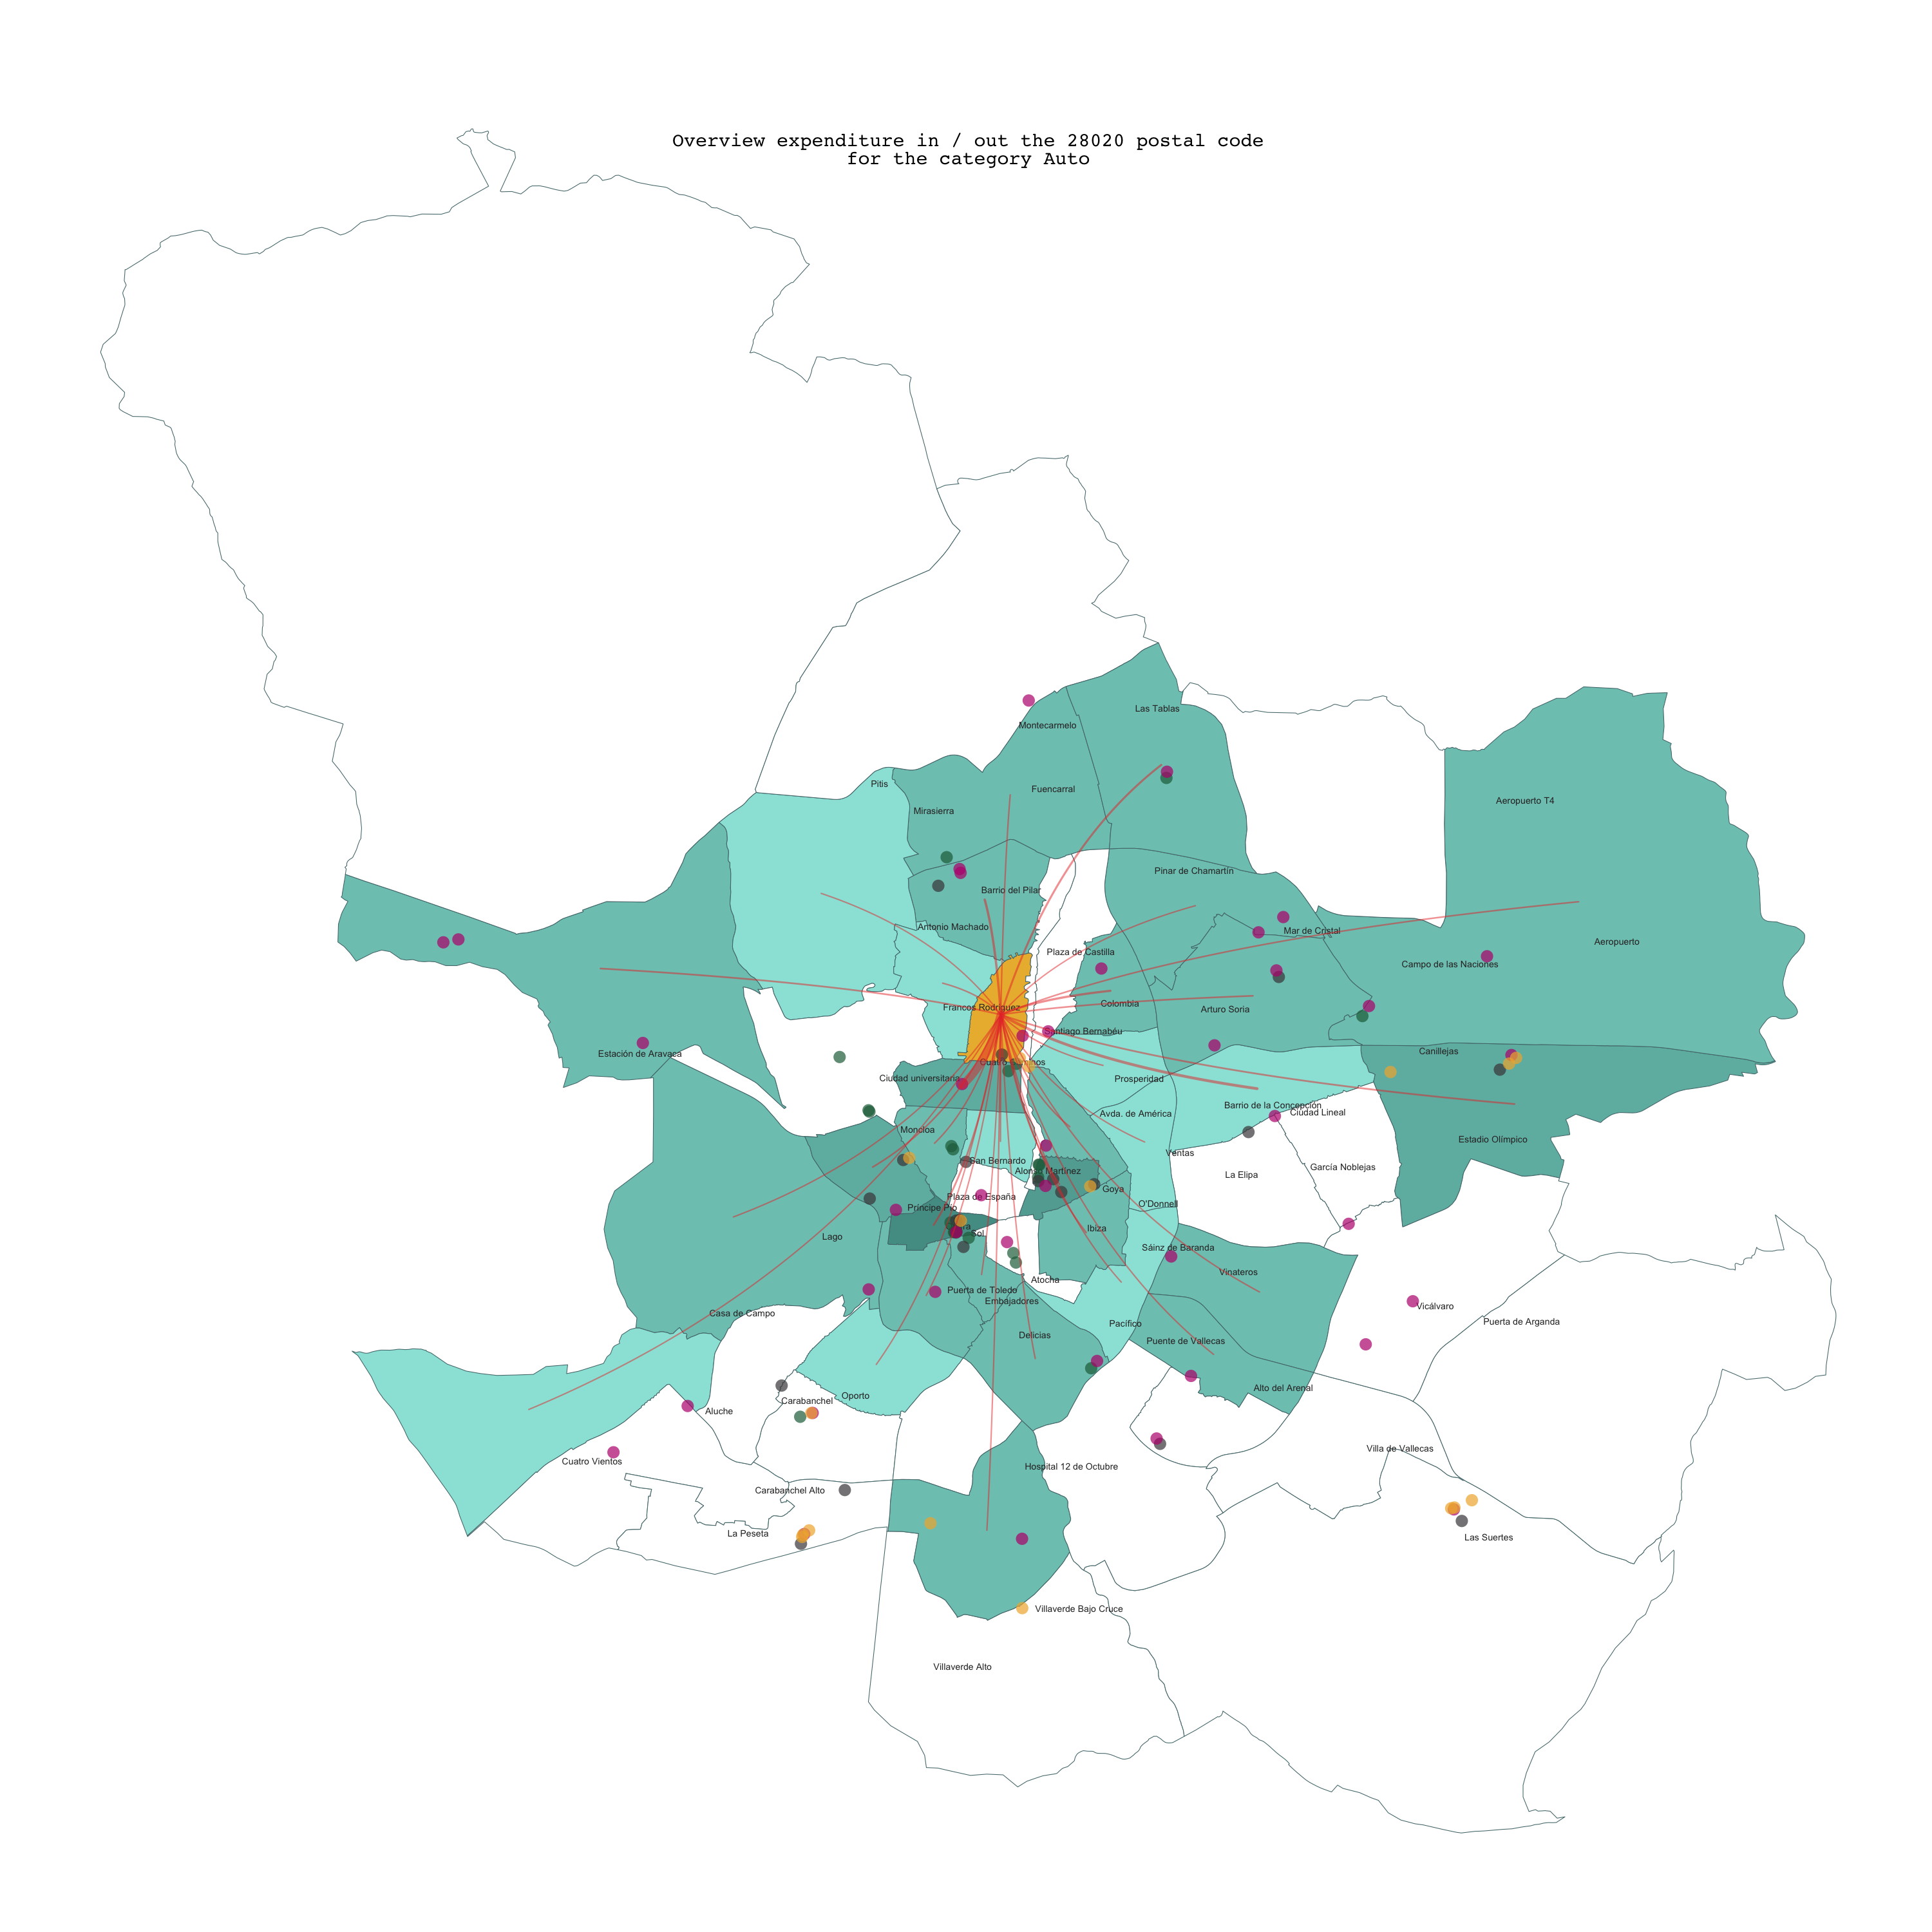 Overview expenditure in / out the 28020 postal code
for the category Auto
Las Tablas
Montecarmelo
Pitis
Fuencarral
Aeropuerto T4
Mirasierra
Pinar de Chamartín
Barrio del Pilar
Antonio Machado
Mar de Cristal
Aeropuerto
Plaza de Castilla
Campo de las Naciones
Colombia
Francos Rodríguez
Arturo Soria
Santiago Bernabéu
Estación de Aravaca
Canillejas
Ciudad universitaria
Prosperidad
Barrio de la Concepción
Ciudad Lineal
Avda. de América
Moncloa
Estadio Olímpico
Ventas
San Bernardo
García Noblejas
Alonso Martínez
La Elipa
Goya
Plaza de España
O'Donnell
Príncipe Pío
Ibiza
Sol
Lago
Sáinz de Baranda
Vinateros
Atocha
Puerta de Toledo
Embajadores
Vicálvaro
Casa de Campo
Puerta de Arganda
Pacífico
Delicias
Puente de Vallecas
Alto del Arenal
Oporto
Carabanchel
Aluche
Villa de Vallecas
Cuatro Vientos
Hospital 12 de Octubre
Carabanchel Alto
La Peseta
Las Suertes
Villaverde Bajo Cruce
Villaverde Alto